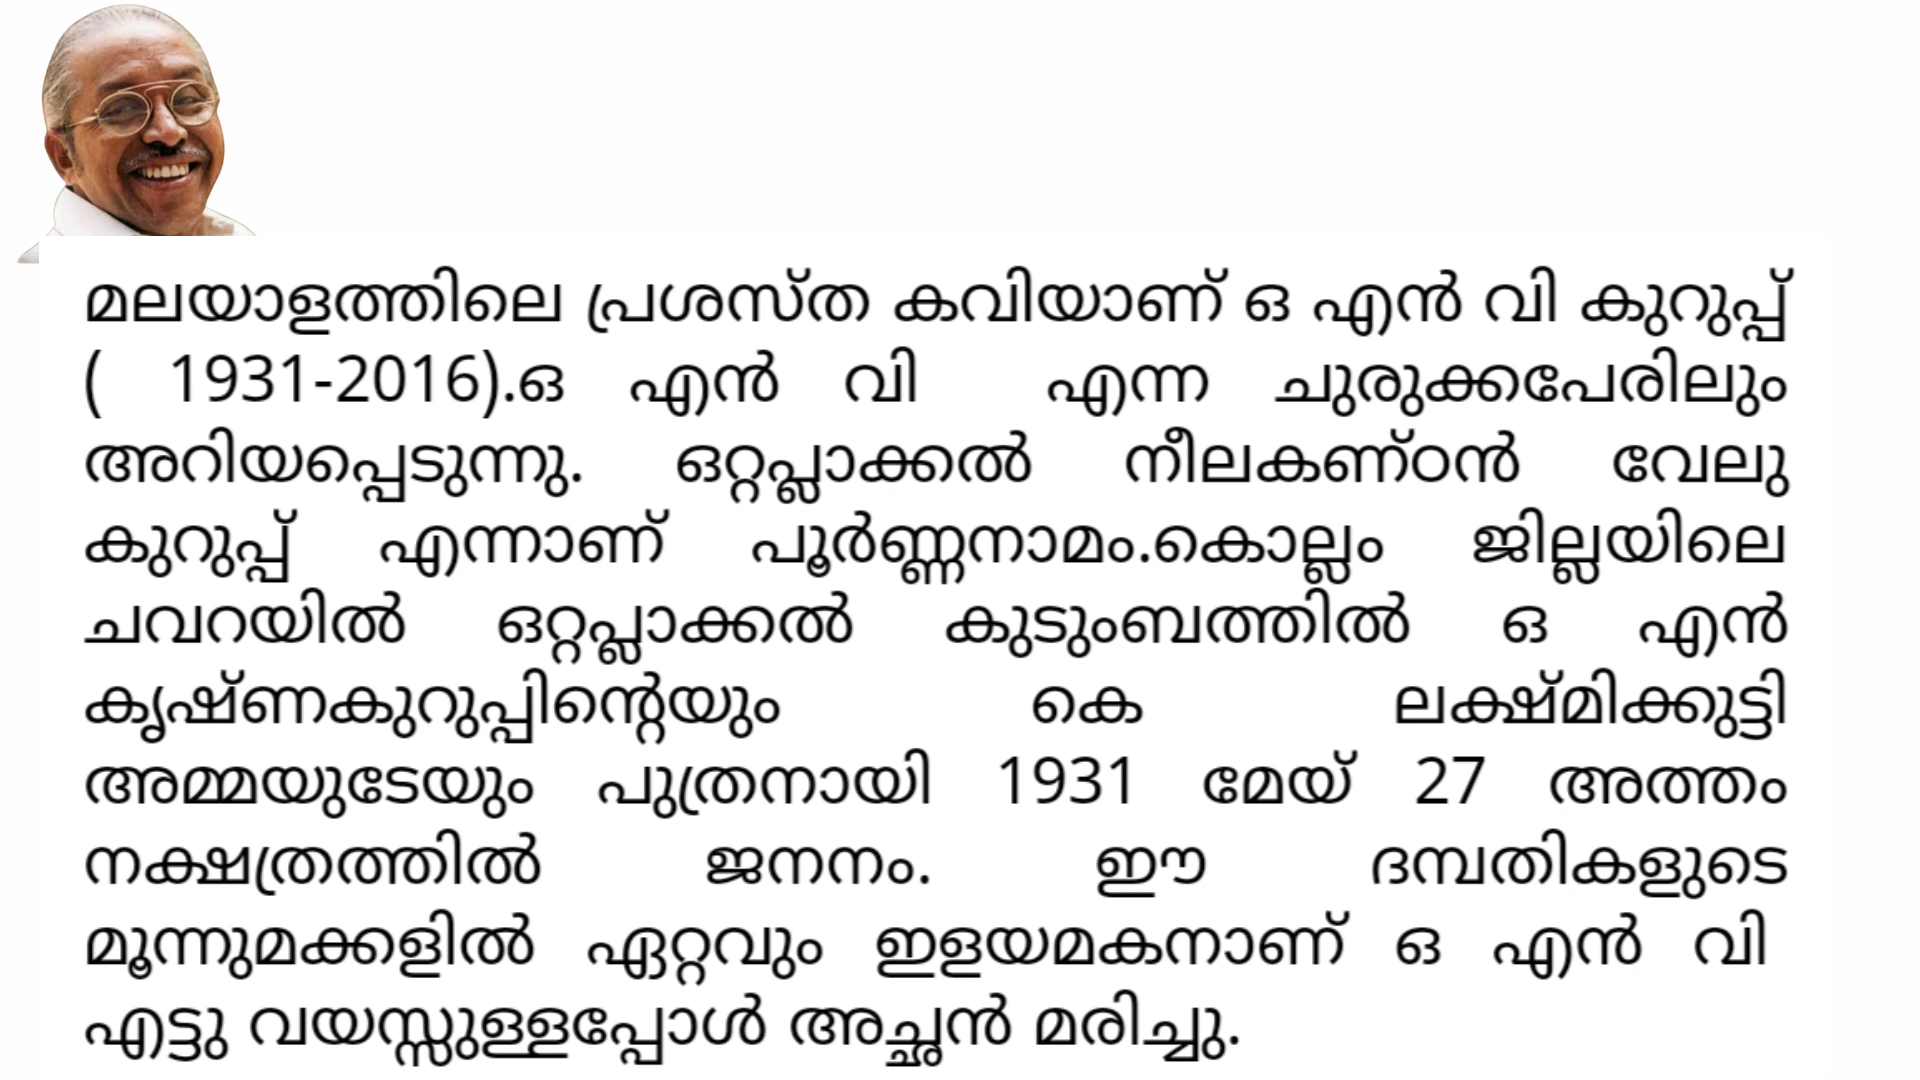 മലയാളത്തിലെ പ്രശസ്ത കവിയാണ് ഒ എൻ വി കുറുപ്പ്
( 1931-2016).ഒ എൻ വി എന്ന ചുരുക്കപേരിലും
അറിയപ്പെടുന്നു. ഒറ്റപ്ലാക്കൽ നീലകണ്ഠൻ വേലു
കുറുപ്പ് എന്നാണ് പൂർണ്ണനാമം.കൊല്ലം ജില്ലയിലെ
ചവറയിൽ ഒറ്റപ്ലാക്കൽ കുടുംബത്തിൽ ഒ എൻ
കൃഷ്ണകുറുപ്പിന്റെയും കെ ലക്ഷ്മിക്കുട്ടി
അമ്മയുടേയും പുത്രനായി 1931 മേയ് 27 അത്തം
നക്ഷത്രത്തിൽ ജനനം. ഈ ദമ്പതികളുടെ
മൂന്നുമക്കളിൽ ഏറ്റവും ഇളയമകനാണ് ഒ എൻ വി
എട്ടു വയസ്സുള്ളപ്പോൾ അച്ഛൻ മരിച്ചു.